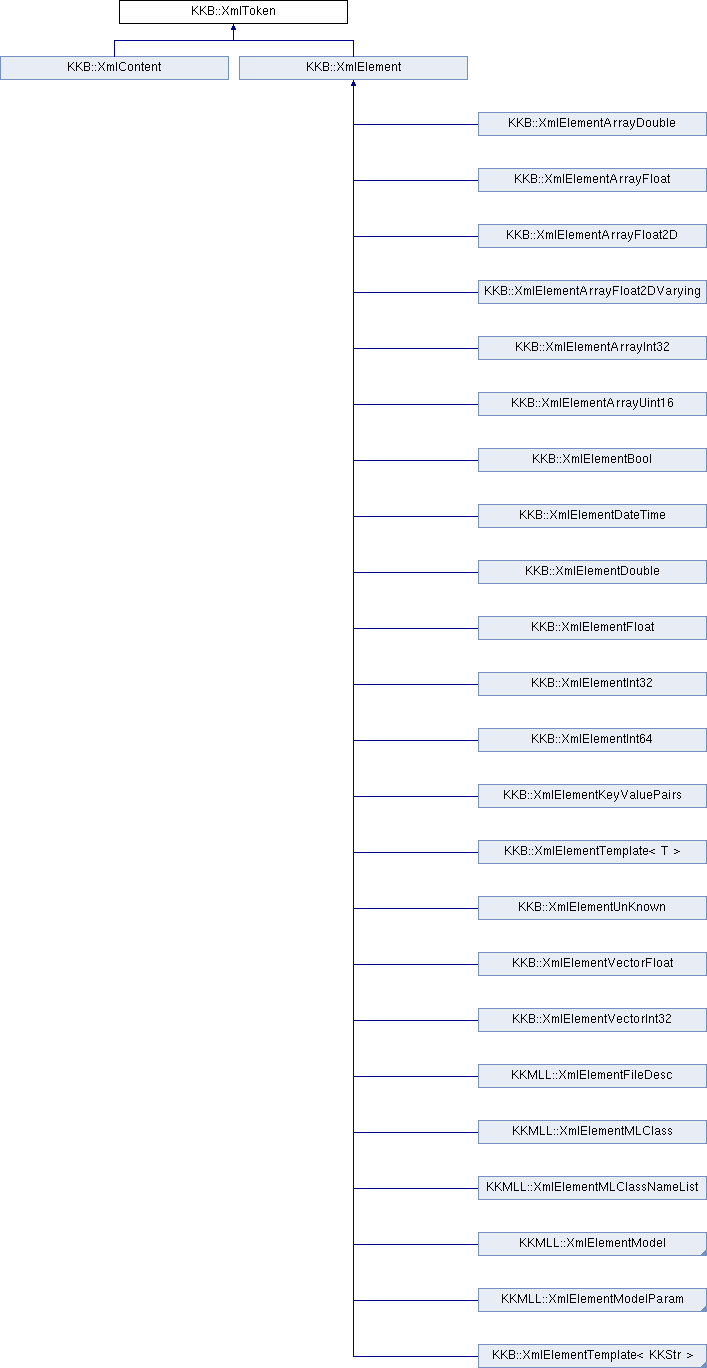 KKB::XmlToken
KKB::XmlContent
KKB::XmlElement
KKB::XmlElementArrayDouble
KKB::XmlElementArrayFloat
KKB::XmlElementArrayFloat2D
KKB::XmlElementArrayFloat2DVarying
KKB::XmlElementArrayInt32
KKB::XmlElementArrayUint16
KKB::XmlElementBool
KKB::XmlElementDateTime
KKB::XmlElementDouble
KKB::XmlElementFloat
KKB::XmlElementInt32
KKB::XmlElementInt64
KKB::XmlElementKeyValuePairs
KKB::XmlElementTemplate< T >
KKB::XmlElementUnKnown
KKB::XmlElementVectorFloat
KKB::XmlElementVectorInt32
KKMLL::XmlElementFileDesc
KKMLL::XmlElementMLClass
KKMLL::XmlElementMLClassNameList
KKMLL::XmlElementModel
KKMLL::XmlElementModelParam
KKB::XmlElementTemplate< KKStr >